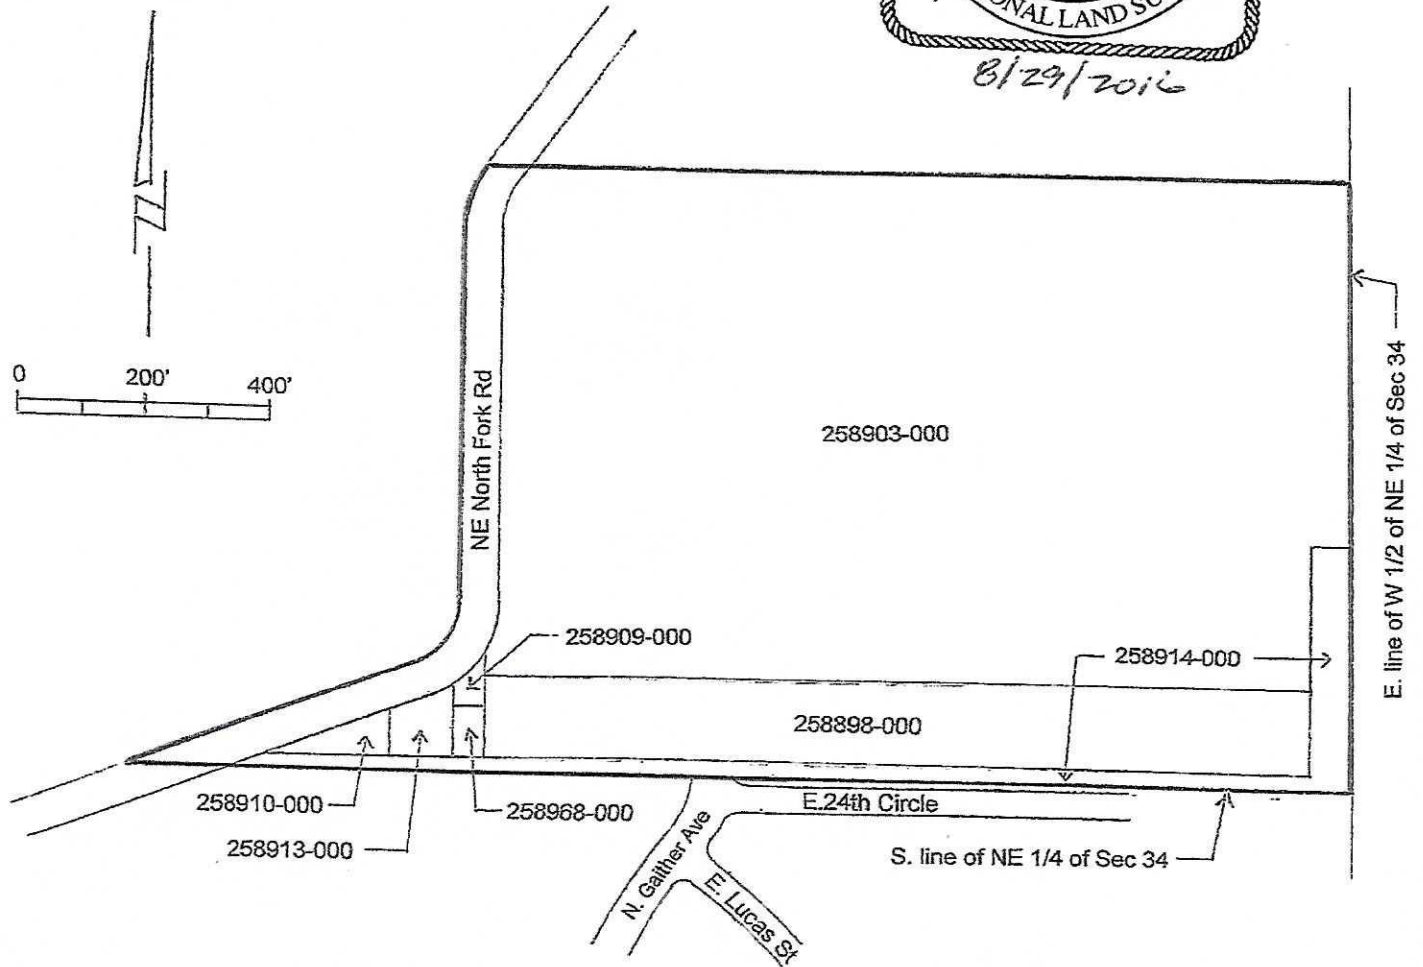 ONAL LAND SU
8/29/2016
N
0 200' 400'
NE North Fork Rd
258903-000
E. line of W 1/2 of NE 1/4 of Sec 34
258909-000
258914-000
258898-000
258910-000
258968-000
258913-000
E.24th Circle
S. line of NE 1/4 of Sec 34
N. Gaither Ave
E. Lucas St